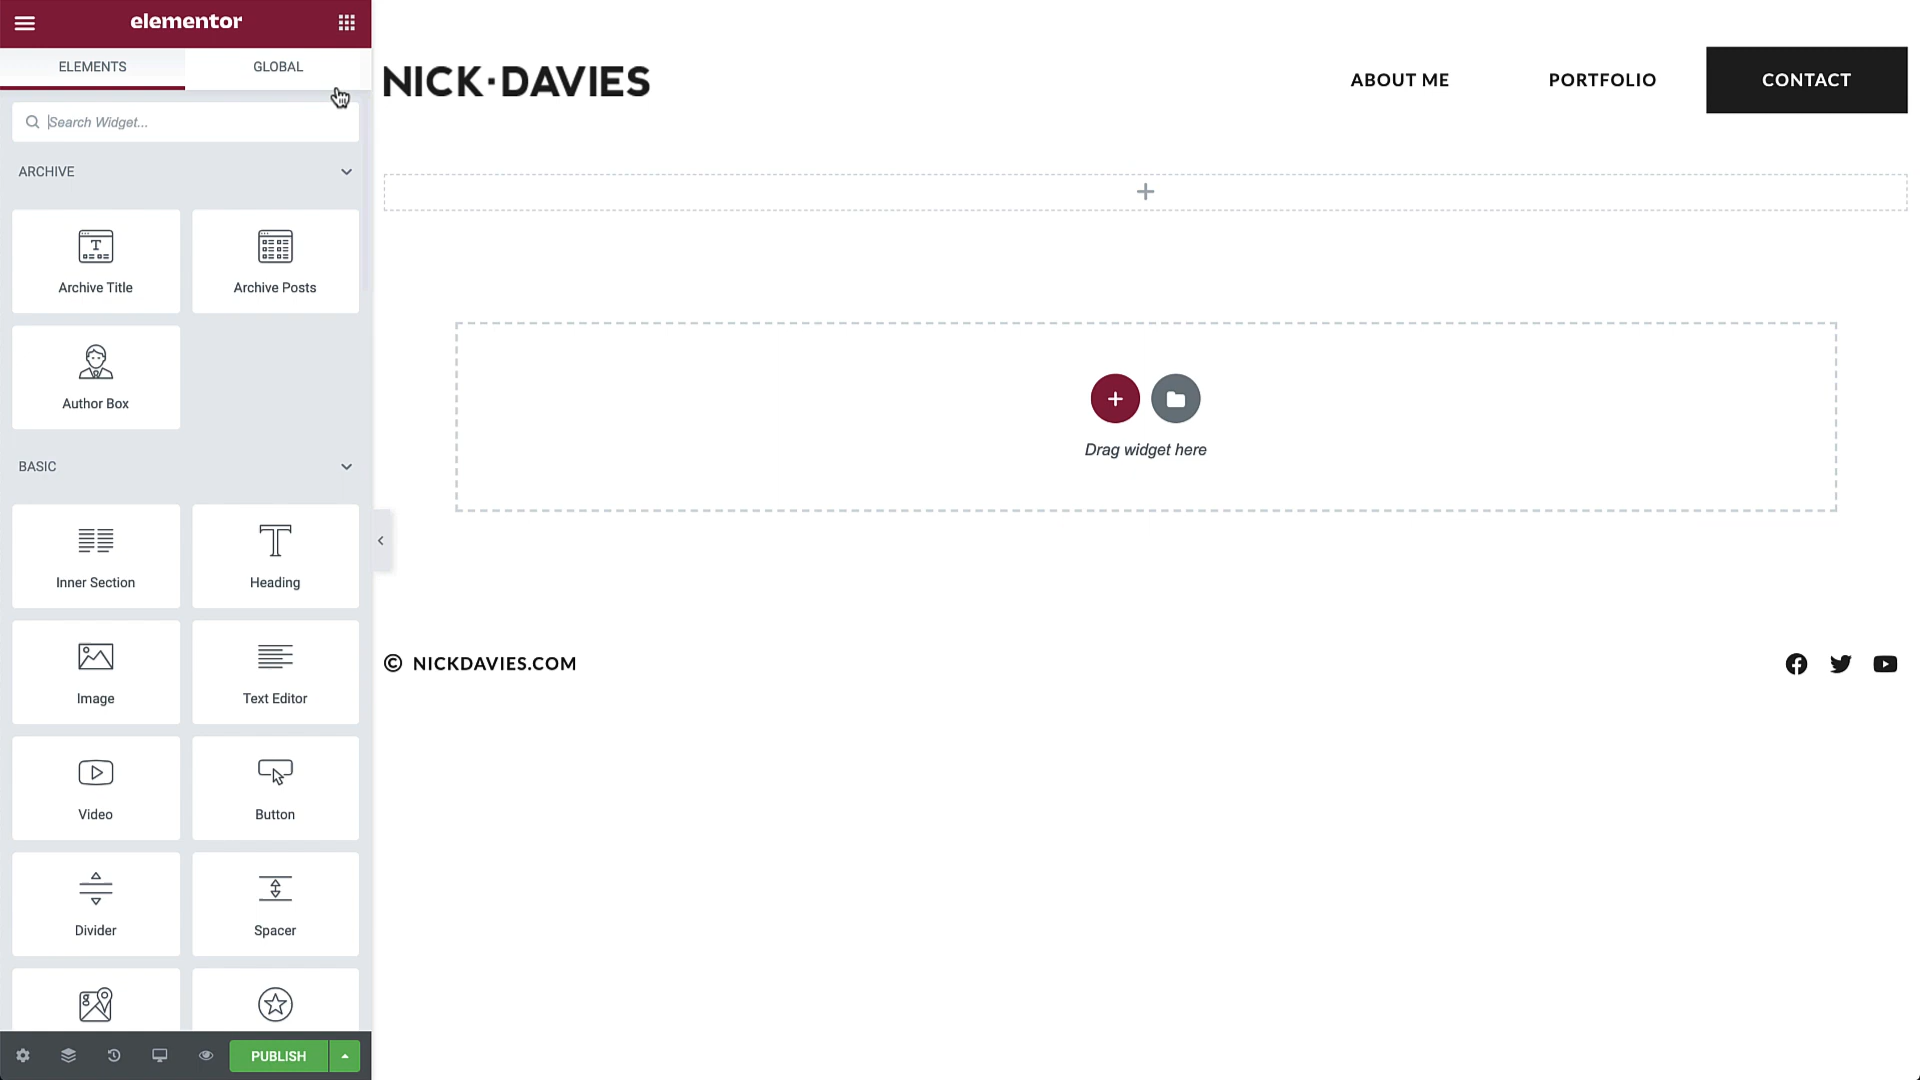 elementor
ELEMENTS
GLOBAL
Search Widget...
ARCHIVE
Archive Title
Archive Posts
Author Box
BASIC
Inner Section
Heading
Image
Text Editor
Video
Button
Divider
Spacer
PUBLISH
NICK·DAVIES
ABOUT ME
PORTFOLIO
CONTACT
Drag widget here
© NICKDAVIES.COM